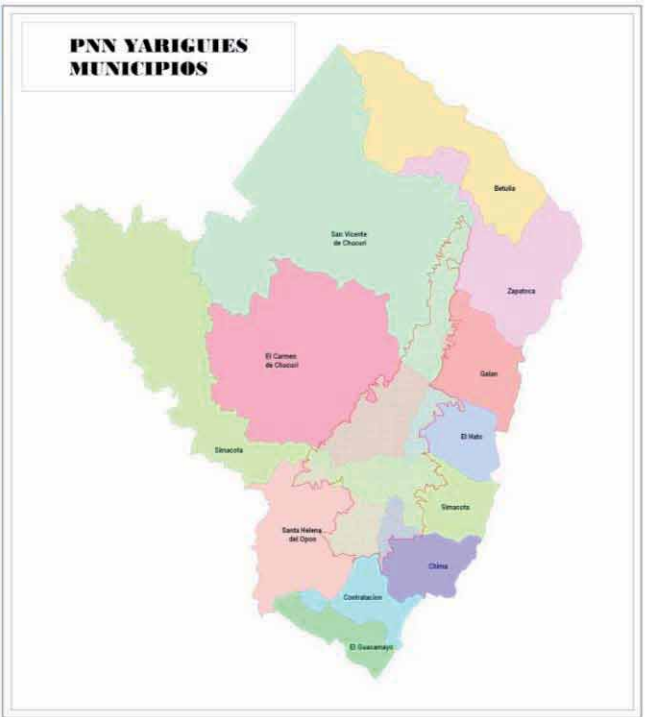 PNN YARIGUIES
MUNICIPIOS
Betulia
San Vicente
de Chucuri
Zapatoca
El Carmen
de Chucuri
Galan
El Hato
Simacota
Simacota
Santa Helena
del Opon
Chima
Contratacion
El Guacamayo